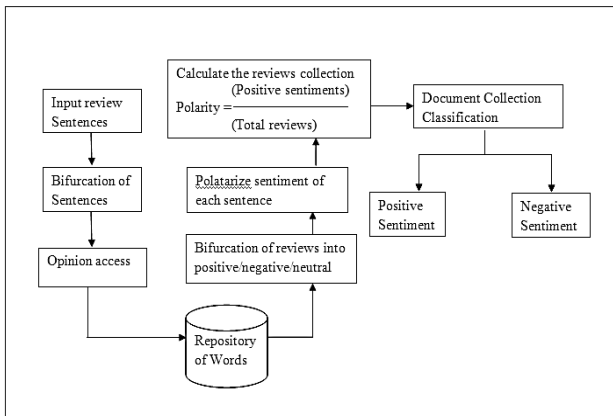 Input review
Sentences
Bifurcation of
Sentences
Opinion access
Repository
of Words
Bifurcation of reviews into
positive/negative/neutral
Polatarize sentiment of
each sentence
Calculate the reviews collection
(Positive sentiments)
Polarity =
(Total reviews)
Document Collection
Classification
Positive
Sentiment
Negative
Sentiment